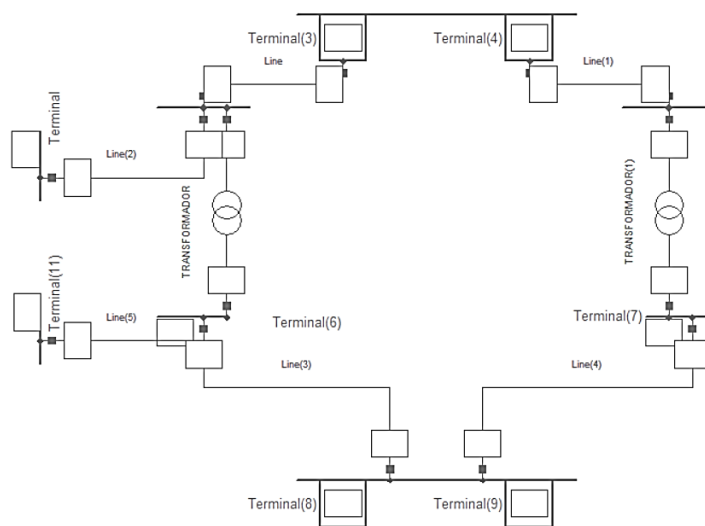 Terminal(3)
Terminal(4)
Line
Line(1)
Terminal
Line(2)
TRANSFORMADOR
TRANSFORMADOR(1)
Terminal(11)
Line(5)
Terminal(6)
Terminal(7)
Line(3)
Line(4)
Terminal(8)
Terminal(9)